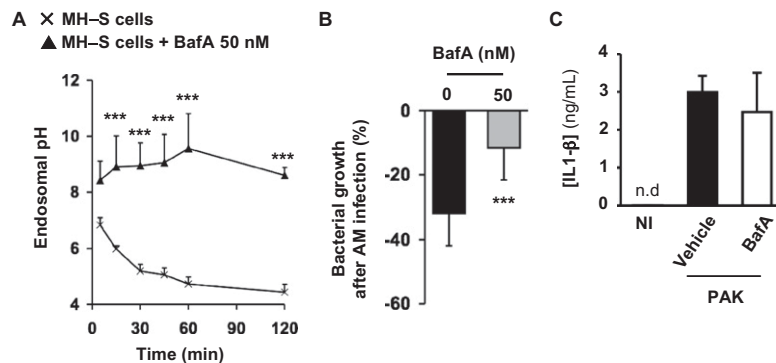 A
× MH–S cells
▲ MH–S cells + BafA 50 nM
Endosomal pH
12
10
8
6
4
*** *** *** *** ***
0 30 60 90 120
Time (min)
B
BafA (nM)
0 50
Bacterial growth
after AM infection (%)
0
-20
-40
-60
***
C
[IL1-β] (ng/mL)
4
3
2
1
0
n.d
NI
Vehicle
BafA
PAK